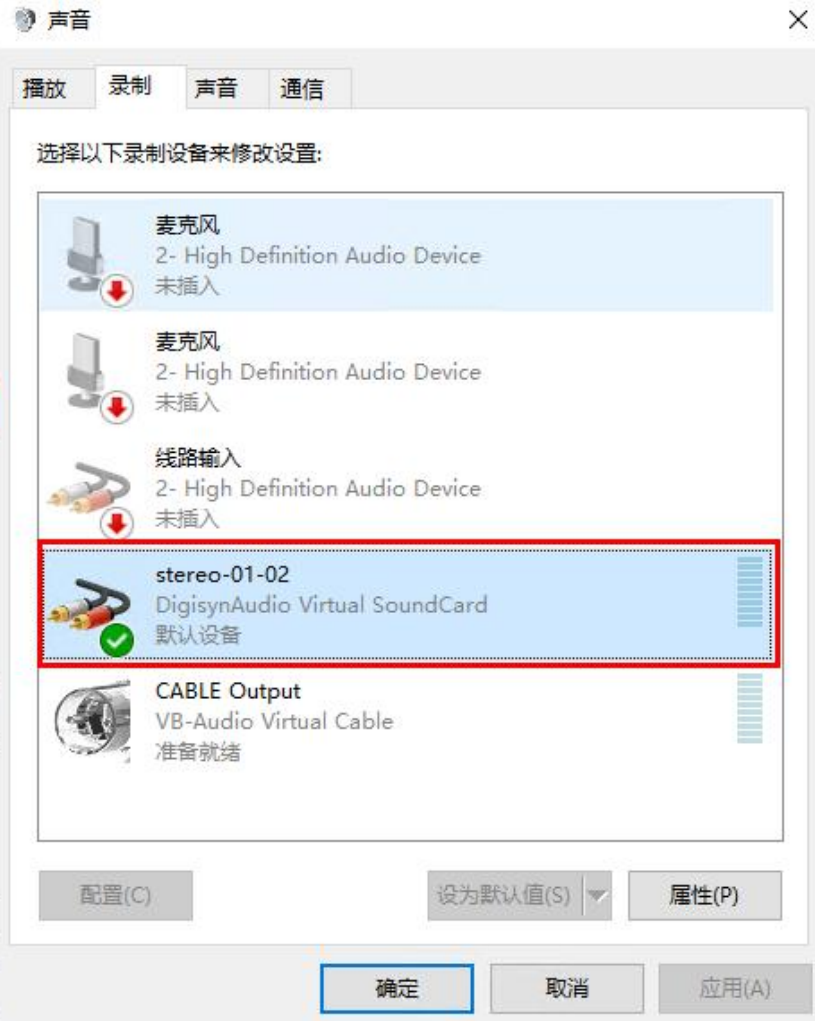 声音
播放 录制 声音 通信
选择以下录制设备来修改设置:
麦克风
2- High Definition Audio Device
未插入
麦克风
2- High Definition Audio Device
未插入
线路输入
2- High Definition Audio Device
未插入
stereo-01-02
DigisynAudio Virtual SoundCard
默认设备
CABLE Output
VB-Audio Virtual Cable
准备就绪
配置(C) 设为默认值(S) 属性(P)
确定 取消 应用(A)